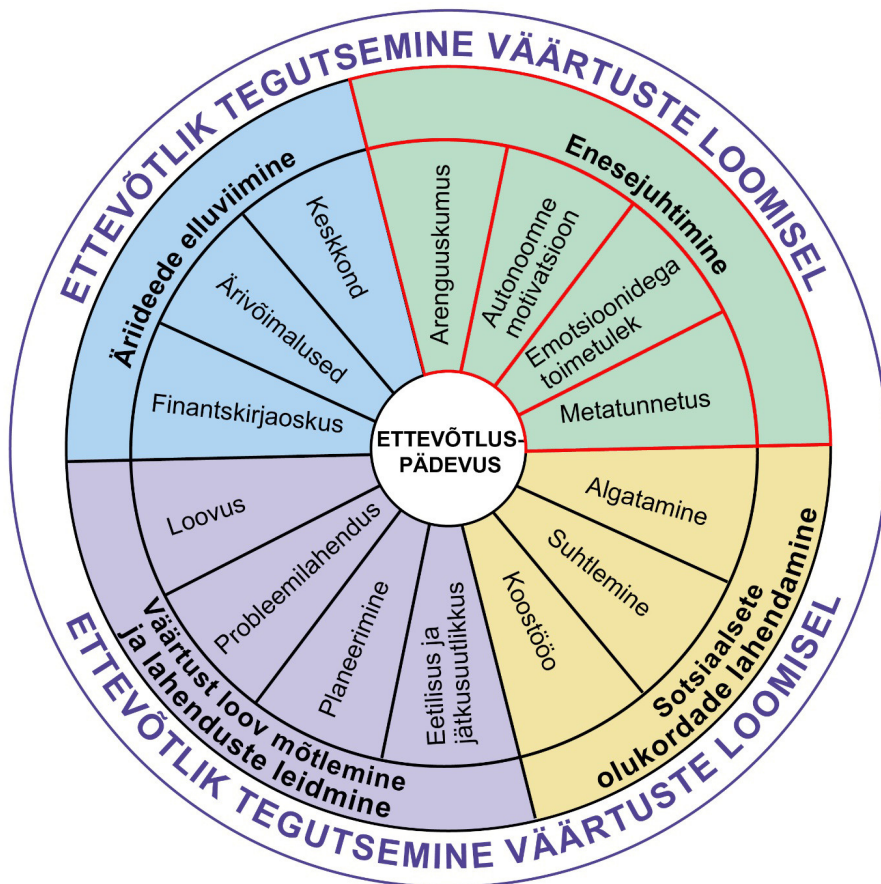 ETTEVÕTLIK TEGUTSEMINE VÄÄRTUSTE LOOMISEL
Enesejuhtimine
Arenguuskumus
Autonoomne
motivatsioon
Emotsioonidega
toimetulek
Metatunnetus
Sotsiaalsete
olukordade lahendamine
Algatamine
Suhtlemine
Koostööo
Väärtust loov mõtlemine
ja lahenduste leidmine
Eetilisus ja
jätkusuutlikkus
Planeerimine
Probleemilahendus
Loovus
Äriideede elluviimine
Finantskirjaoskus
Ärivõimalused
Keskkond
ETTEVÕTLUS-
PÄDEVUS
ETTEVÕTLIK TEGUTSEMINE VÄÄRTUSTE LOOMISEL